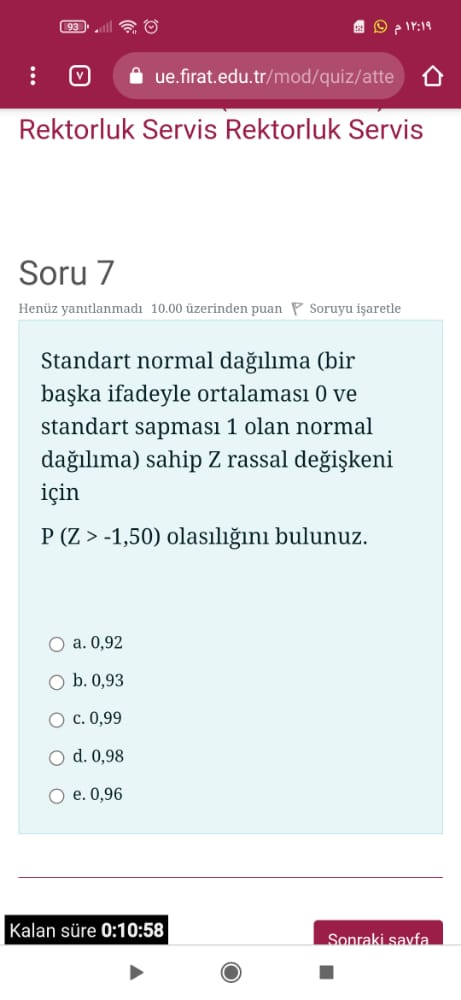 93
١٢:١٩ م
V
ue.firat.edu.tr/mod/quiz/atte
Rektorluk Servis Rektorluk Servis
Soru 7
Henüz yanıtlanmadı 10.00 üzerinden puan Soruyu işaretle
Standart normal dağılıma (bir
başka ifadeyle ortalaması 0 ve
standart sapması 1 olan normal
dağılıma) sahip Z rassal değişkeni
için
P (Z > -1,50) olasılığını bulunuz.
a. 0,92
b. 0,93
c. 0,99
d. 0,98
e. 0,96
Kalan süre 0:10:58
Sonraki sayfa